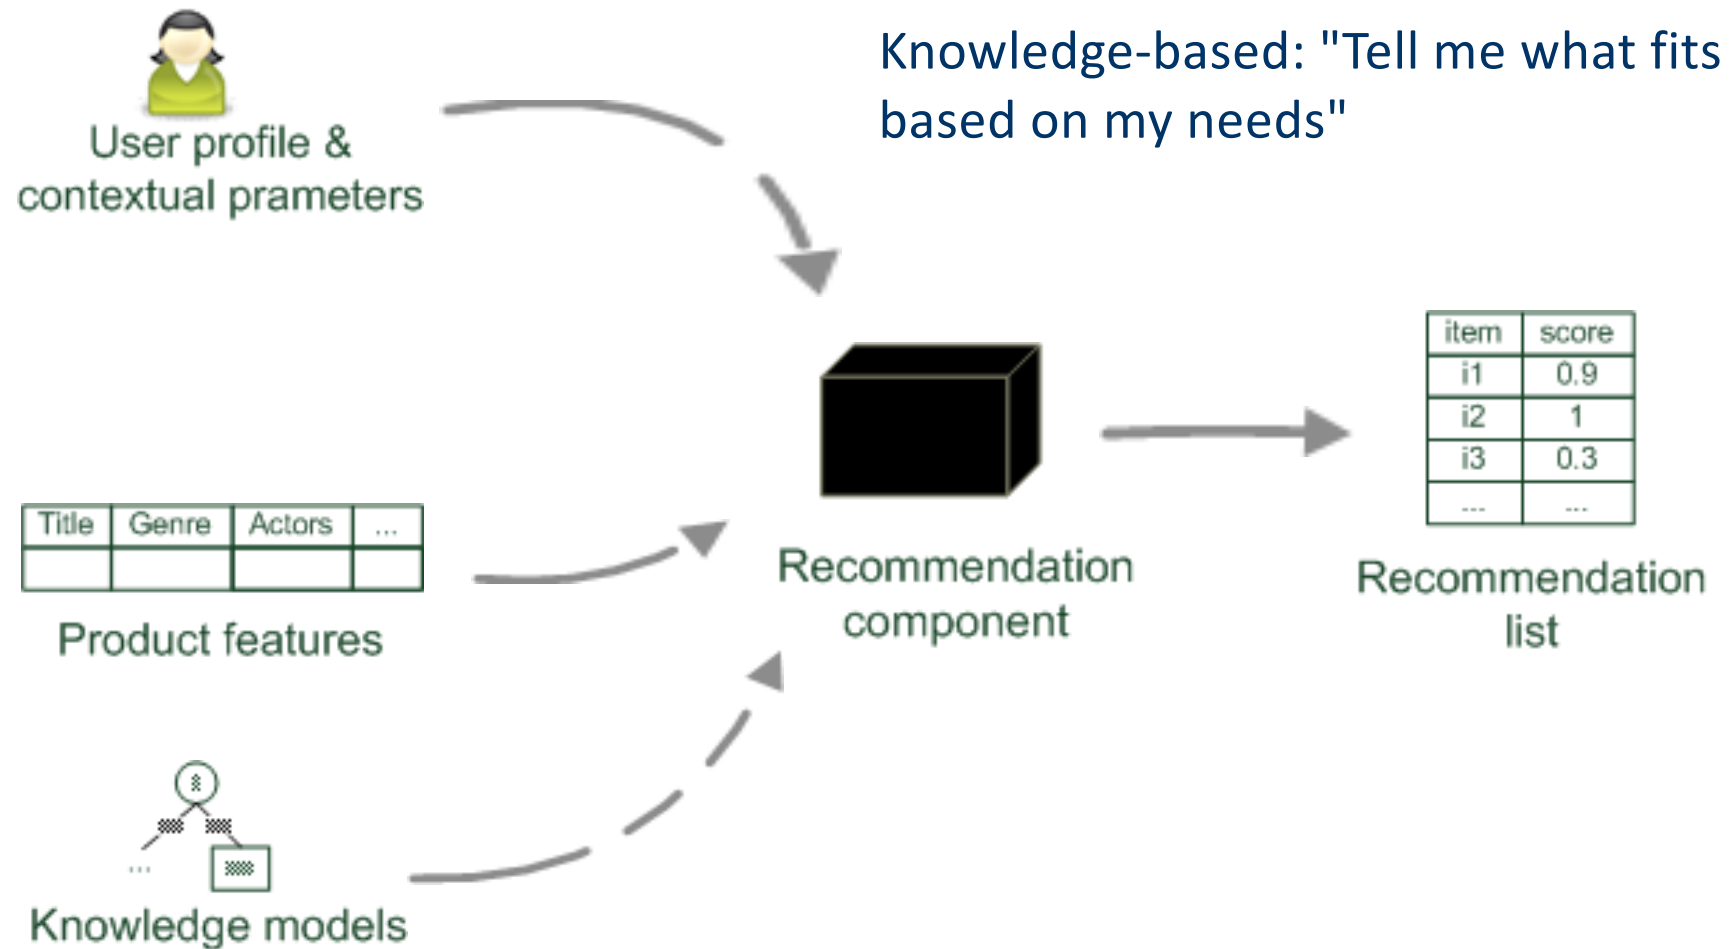 Knowledge-based: "Tell me what fits
based on my needs"
User profile &
contextual prameters
item score
i1 0.9
i2 1
i3 0.3
... ...
Title Genre Actors ...
Recommendation
component
Recommendation
list
Product features
...
Knowledge models